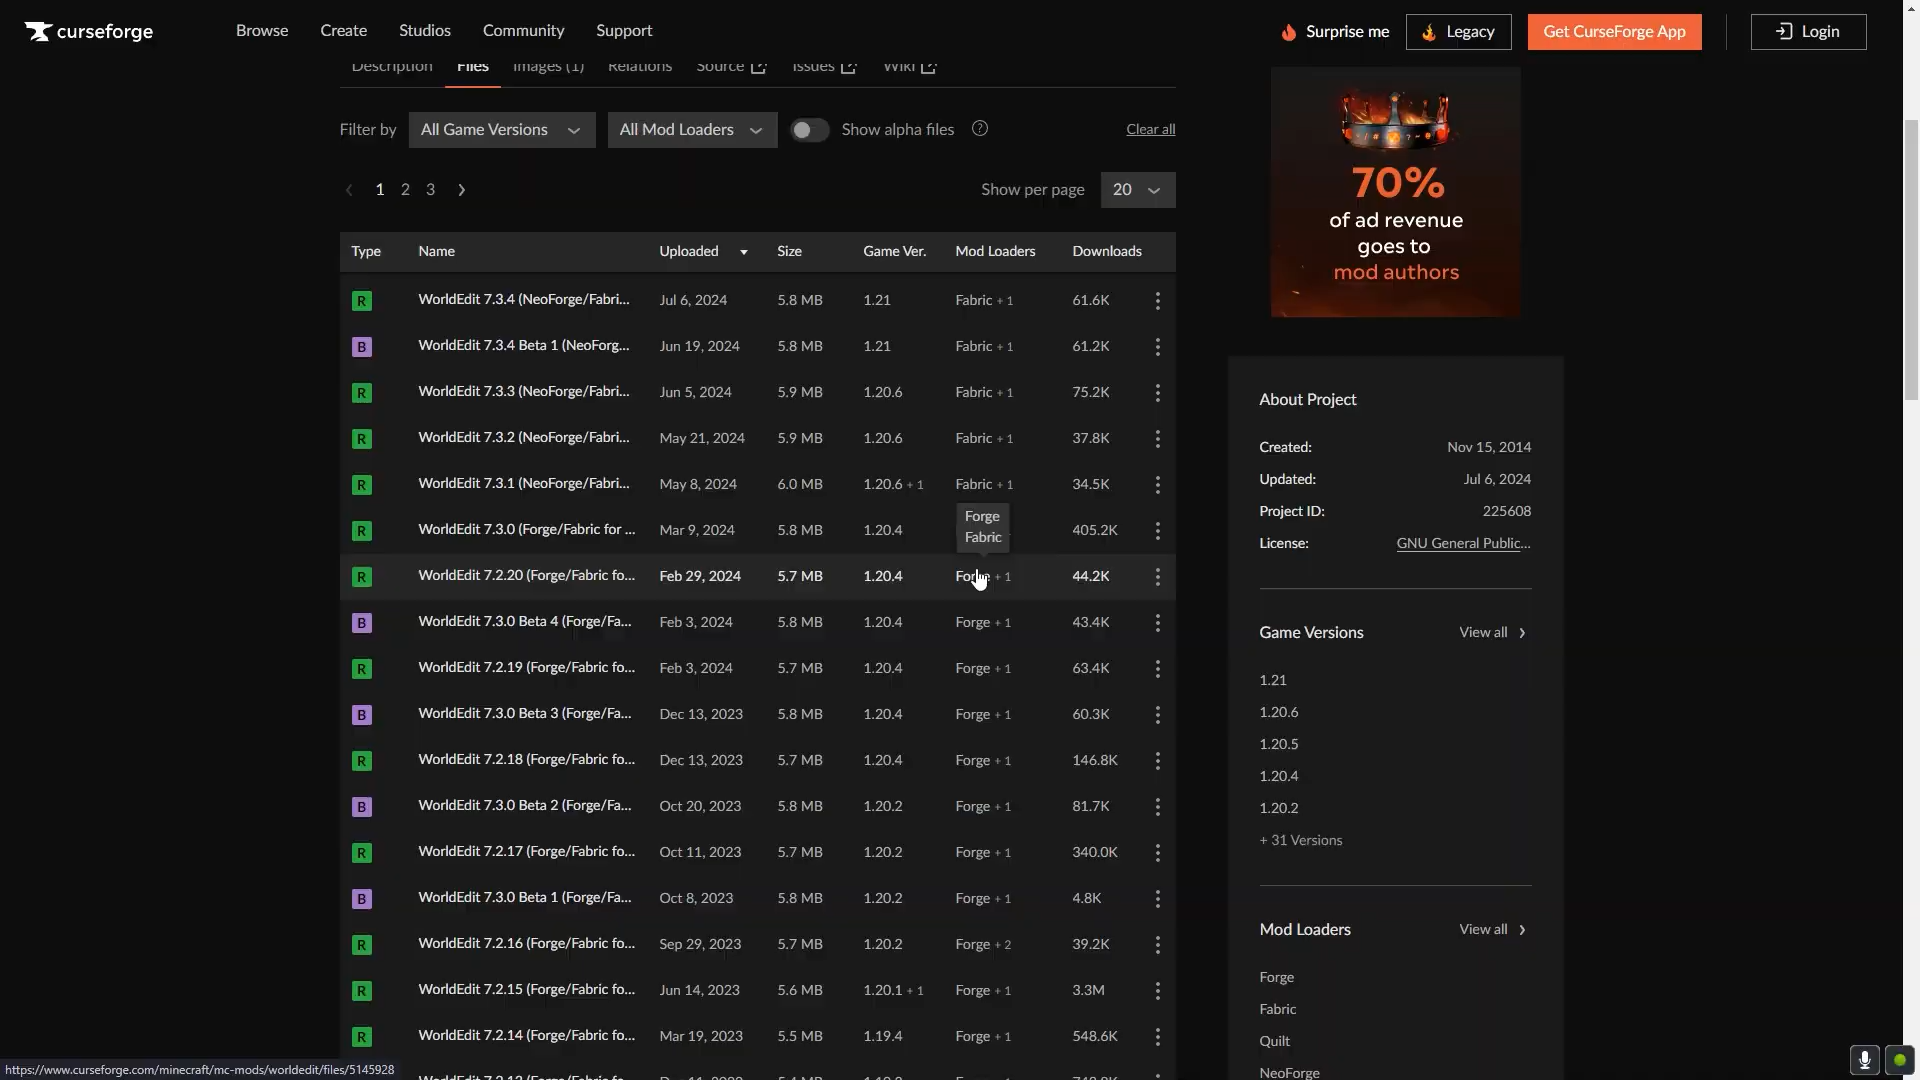 curseforge Browse Create Studios Community Support Surprise me Legacy Get CurseForge App Login
Description Files Images (1) Relations Source Issues Wiki
Filter by All Game Versions All Mod Loaders Show alpha files Clear all
1 2 3 Show per page 20
Type Name Uploaded Size Game Ver. Mod Loaders Downloads
R WorldEdit 7.3.4 (NeoForge/Fabri... Jul 6, 2024 5.8 MB 1.21 Fabric + 1 61.6K
B WorldEdit 7.3.4 Beta 1 (NeoForg... Jun 19, 2024 5.8 MB 1.21 Fabric + 1 61.2K
R WorldEdit 7.3.3 (NeoForge/Fabri... Jun 5, 2024 5.9 MB 1.20.6 Fabric + 1 75.2K
R WorldEdit 7.3.2 (NeoForge/Fabri... May 21, 2024 5.9 MB 1.20.6 Fabric + 1 37.8K
R WorldEdit 7.3.1 (NeoForge/Fabri... May 8, 2024 6.0 MB 1.20.6 + 1 Fabric + 1 34.5K
Forge
Fabric
R WorldEdit 7.3.0 (Forge/Fabric for ... Mar 9, 2024 5.8 MB 1.20.4 405.2K
R WorldEdit 7.2.20 (Forge/Fabric fo... Feb 29, 2024 5.7 MB 1.20.4 Forge + 1 44.2K
B WorldEdit 7.3.0 Beta 4 (Forge/Fa... Feb 3, 2024 5.8 MB 1.20.4 Forge + 1 43.4K
R WorldEdit 7.2.19 (Forge/Fabric fo... Feb 3, 2024 5.7 MB 1.20.4 Forge + 1 63.4K
B WorldEdit 7.3.0 Beta 3 (Forge/Fa... Dec 13, 2023 5.8 MB 1.20.4 Forge + 1 60.3K
R WorldEdit 7.2.18 (Forge/Fabric fo... Dec 13, 2023 5.7 MB 1.20.4 Forge + 1 146.8K
B WorldEdit 7.3.0 Beta 2 (Forge/Fa... Oct 20, 2023 5.8 MB 1.20.2 Forge + 1 81.7K
R WorldEdit 7.2.17 (Forge/Fabric fo... Oct 11, 2023 5.7 MB 1.20.2 Forge + 1 340.0K
B WorldEdit 7.3.0 Beta 1 (Forge/Fa... Oct 8, 2023 5.8 MB 1.20.2 Forge + 1 4.8K
R WorldEdit 7.2.16 (Forge/Fabric fo... Sep 29, 2023 5.7 MB 1.20.2 Forge + 2 39.2K
R WorldEdit 7.2.15 (Forge/Fabric fo... Jun 14, 2023 5.6 MB 1.20.1 + 1 Forge + 1 3.3M
R WorldEdit 7.2.14 (Forge/Fabric fo... Mar 19, 2023 5.5 MB 1.19.4 Forge + 1 548.6K
70%
of ad revenue
goes to
mod authors
About Project
Created: Nov 15, 2014
Updated: Jul 6, 2024
Project ID: 225608
License: GNU General Public...
Game Versions View all
1.21
1.20.6
1.20.5
1.20.4
1.20.2
+ 31 Versions
Mod Loaders View all
Forge
Fabric
Quilt
NeoForge
https://www.curseforge.com/minecraft/mc-mods/worldedit/files/5145928